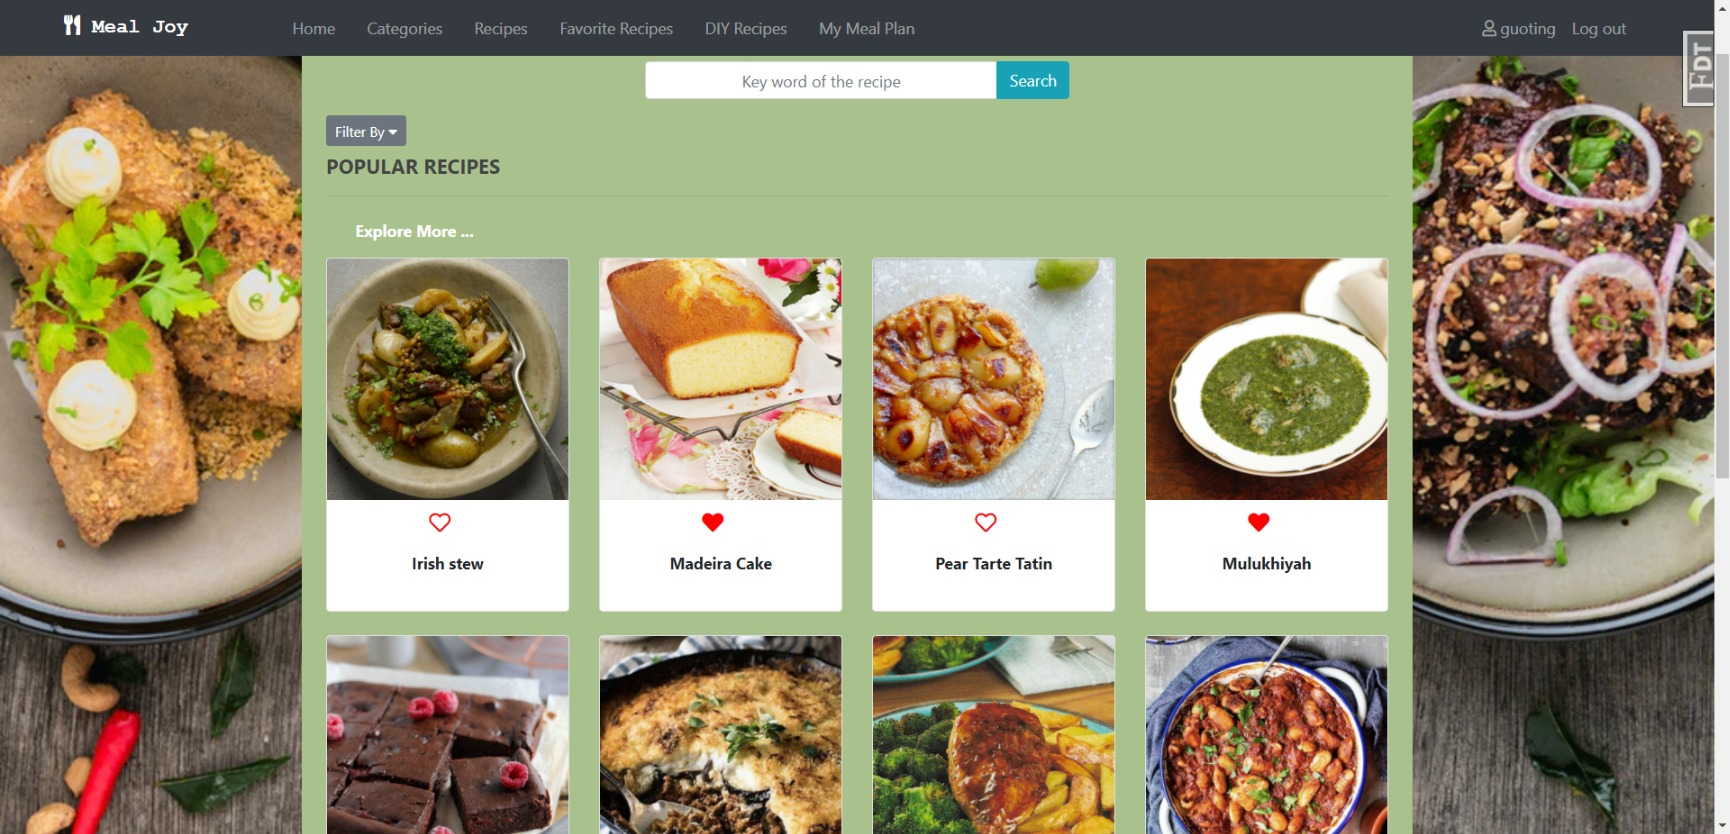 Meal Joy
Home Categories Recipes Favorite Recipes DIY Recipes My Meal Plan
guoting Log out
FDT
Key word of the recipe Search
Filter By
POPULAR RECIPES
Explore More ...
Irish stew Madeira Cake Pear Tarte Tatin Mulukhiyah